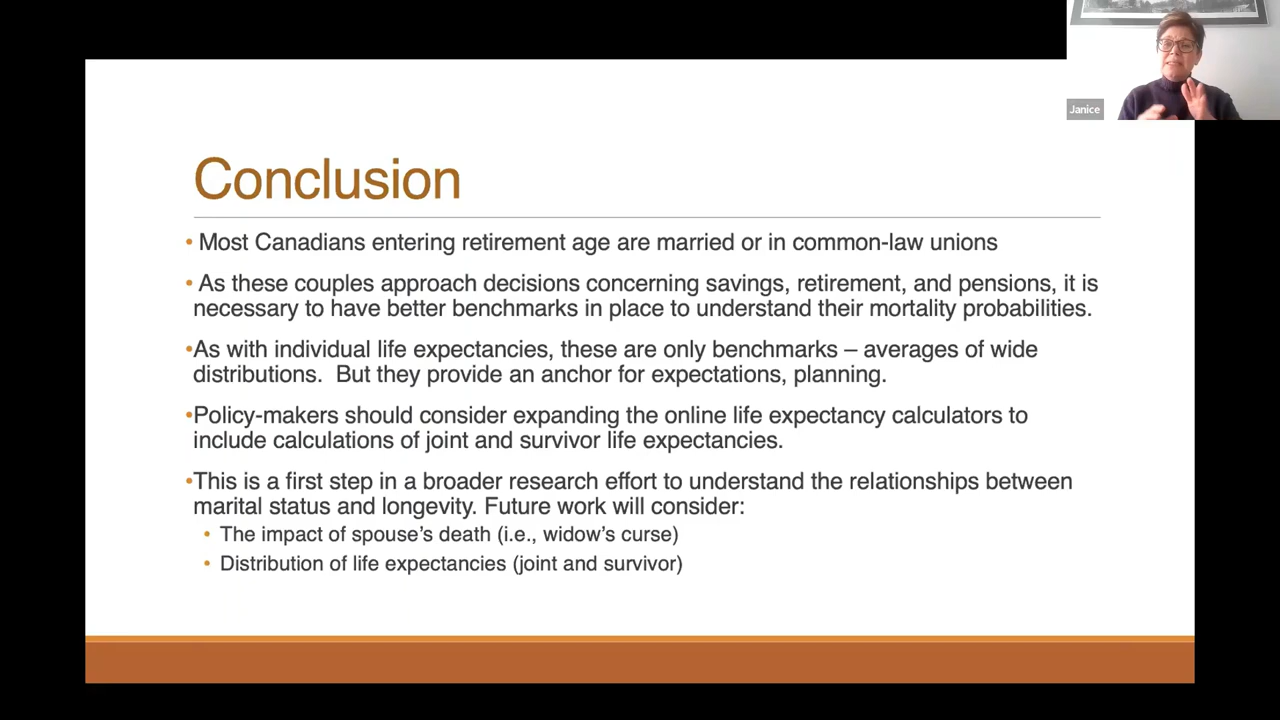 Janice
Conclusion
• Most Canadians entering retirement age are married or in common-law unions
• As these couples approach decisions concerning savings, retirement, and pensions, it is
necessary to have better benchmarks in place to understand their mortality probabilities.
•As with individual life expectancies, these are only benchmarks – averages of wide
distributions.  But they provide an anchor for expectations, planning.
•Policy-makers should consider expanding the online life expectancy calculators to
include calculations of joint and survivor life expectancies.
•This is a first step in a broader research effort to understand the relationships between
marital status and longevity. Future work will consider:
• The impact of spouse’s death (i.e., widow’s curse)
• Distribution of life expectancies (joint and survivor)